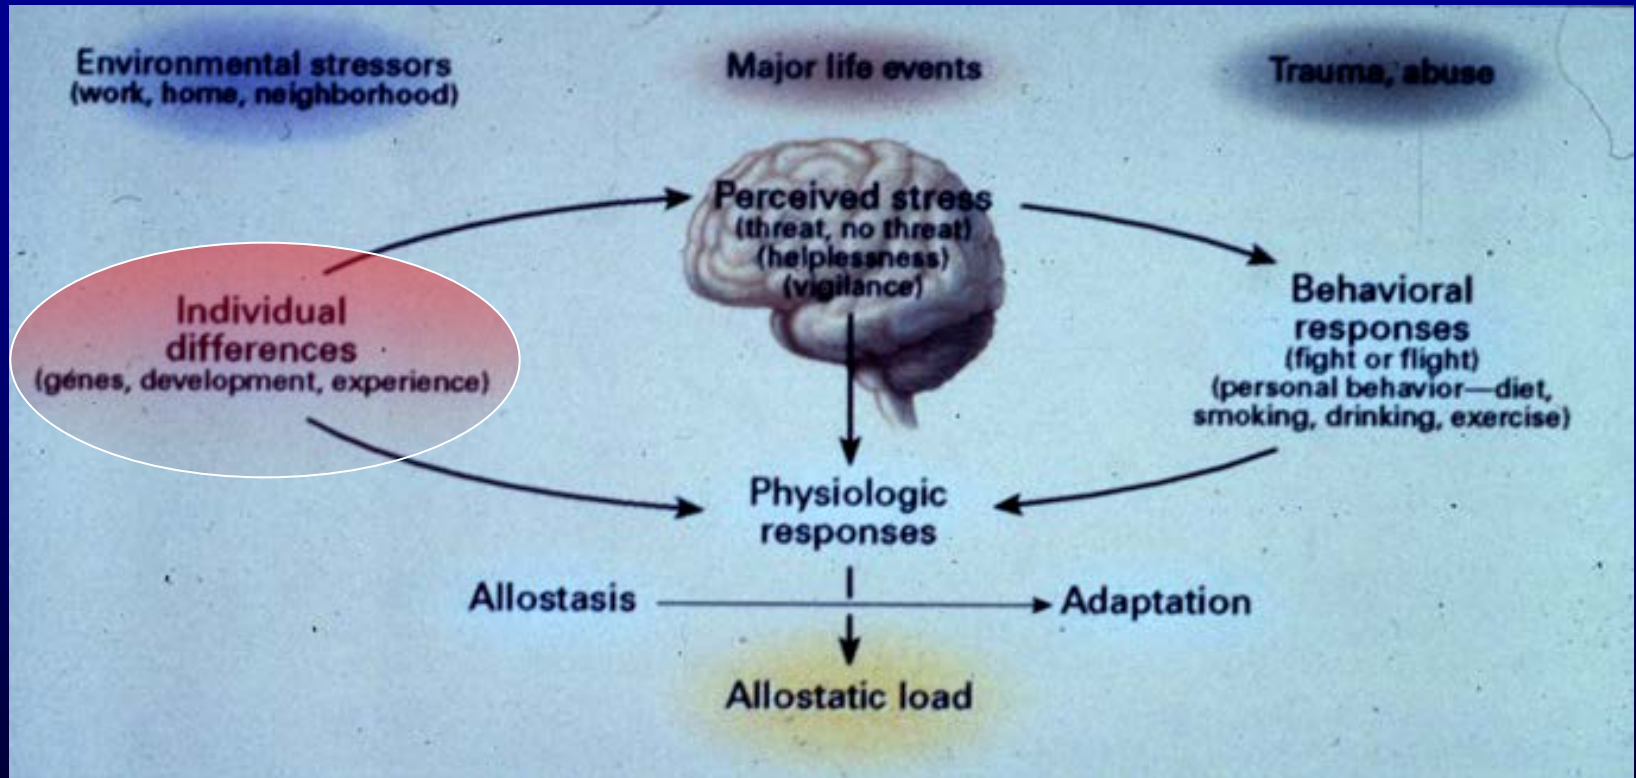 Environmental stressors
(work, home, neighborhood)
Major life events
Trauma, abuse
Perceived stress
(threat, no threat)
(helplessness)
(vigilance)
Individual
differences
(genes, development, experience)
Behavioral
responses
(fight or flight)
(personal behavior—diet,
smoking, drinking, exercise)
Physiologic
responses
Allostasis
Adaptation
Allostatic load